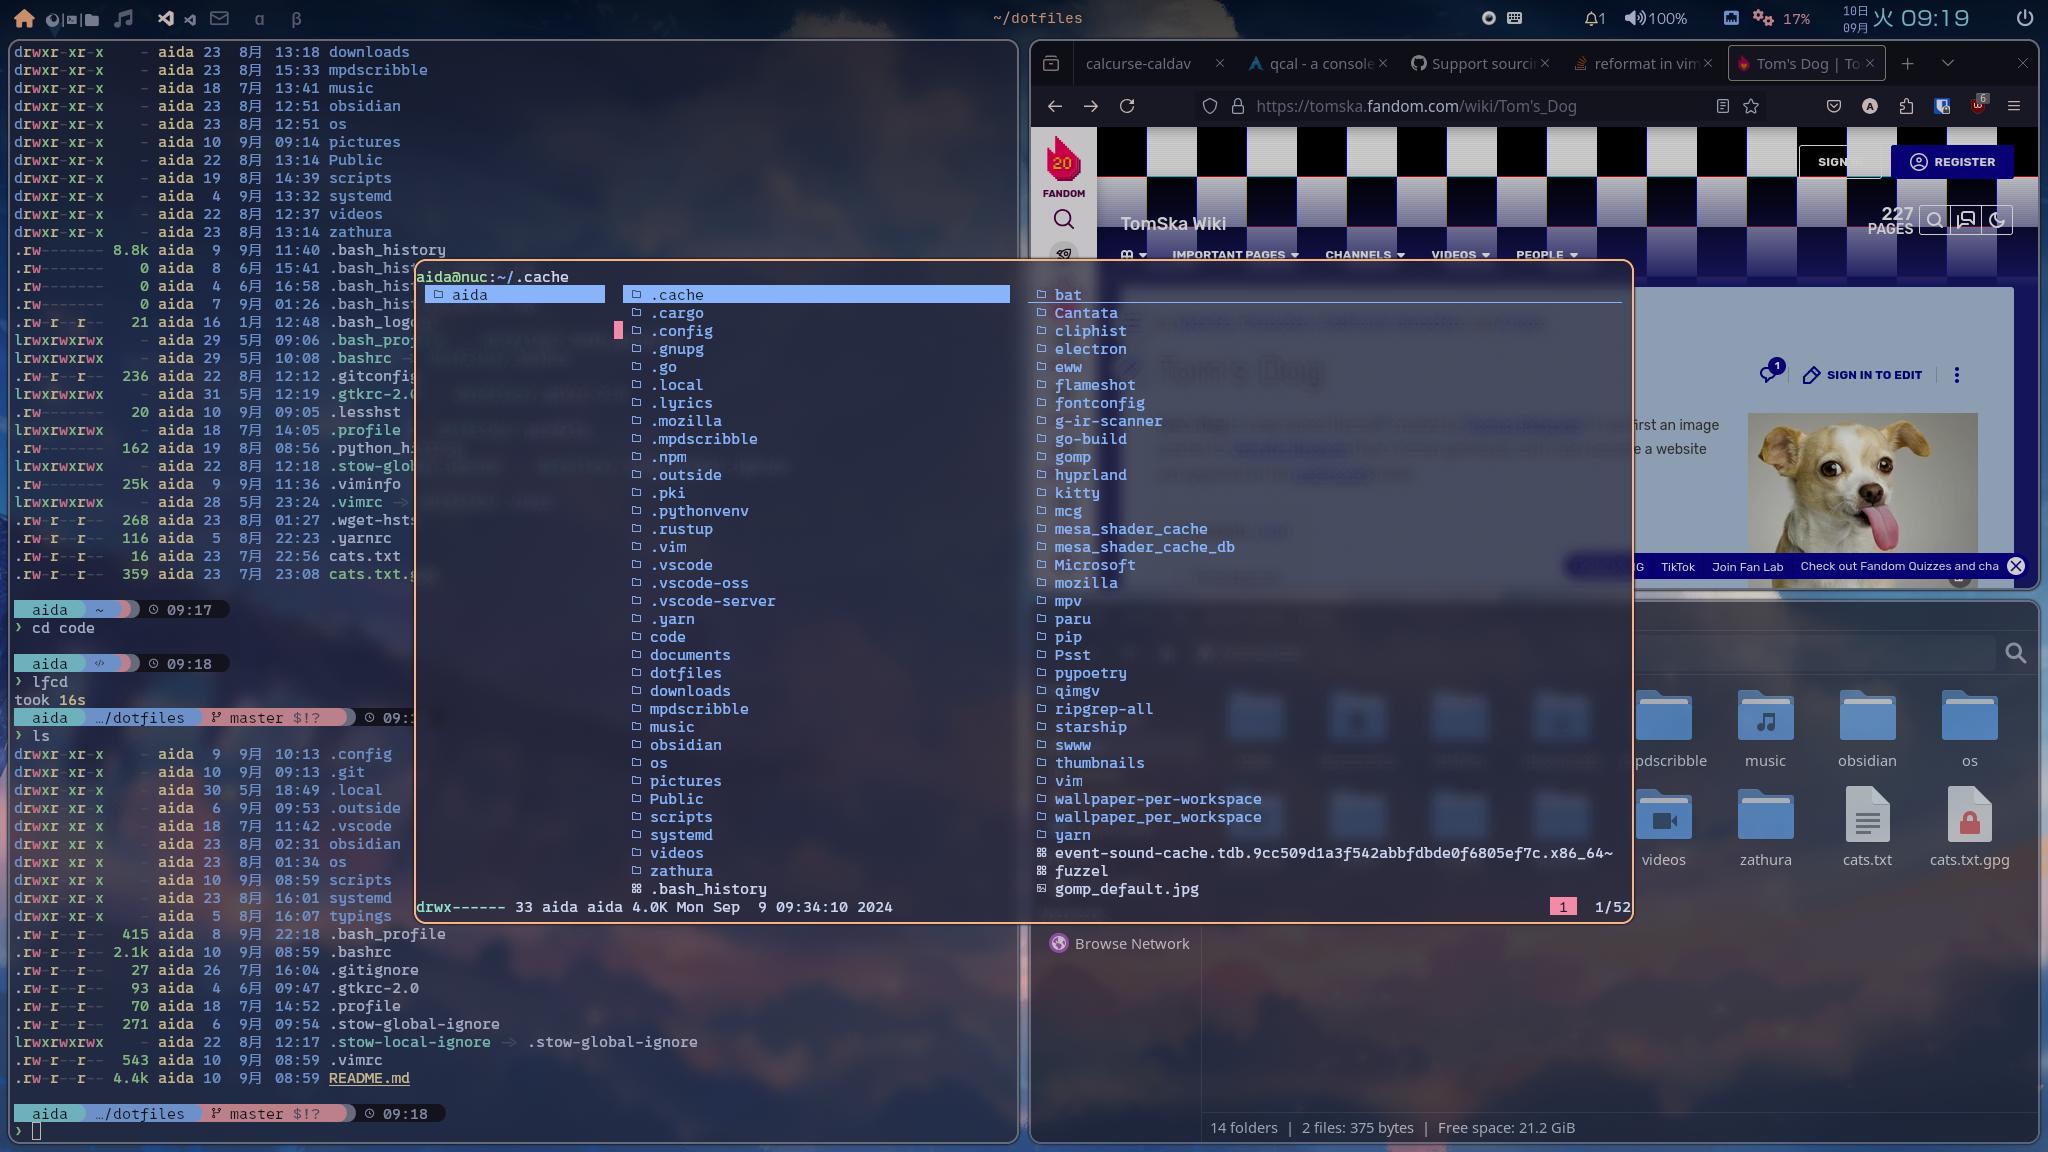 α β
~/dotfiles
1 100% 17% 10日 09月 火 09:19
drwxr-xr-x - aida 23 8月 13:18 downloads
drwxr-xr-x - aida 23 8月 15:33 mpdscribble
drwxr-xr-x - aida 18 7月 13:41 music
drwxr-xr-x - aida 23 8月 12:51 obsidian
drwxr-xr-x - aida 23 8月 12:51 os
drwxr-xr-x - aida 10 9月 09:14 pictures
drwxr-xr-x - aida 22 8月 13:14 Public
drwxr-xr-x - aida 19 8月 14:39 scripts
drwxr-xr-x - aida 4 9月 13:32 systemd
drwxr-xr-x - aida 22 8月 12:37 videos
drwxr-xr-x - aida 23 8月 13:14 zathura
.rw------- 8.8k aida 9 9月 11:40 .bash_history
.rw------- 0 aida 8 6月 15:41 .bash_hist
.rw------- 0 aida 4 6月 16:58 .bash_his
.rw------- 0 aida 7 9月 01:26 .bash_hist
.rw-r--r-- 21 aida 16 1月 12:48 .bash_logo
lrwxrwxrwx - aida 29 5月 09:06 .bash_pro
lrwxrwxrwx - aida 29 5月 10:08 .bashrc
.rw-r--r-- 236 aida 22 8月 12:12 .gitconfig
lrwxrwxrwx - aida 31 5月 12:19 .gtkrc-2.0
.rw------- 20 aida 10 9月 09:05 .lesshst
lrwxrwxrwx - aida 18 7月 14:05 .profile
.rw------- 162 aida 19 8月 08:56 .python_h
lrwxrwxrwx - aida 22 8月 12:18 .stow-glob
.rw------- 25k aida 9 9月 11:36 .viminfo
lrwxrwxrwx - aida 28 5月 23:24 .vimrc ->
.rw-r--r-- 268 aida 23 8月 01:27 .wget-hsts
.rw-r--r-- 116 aida 5 8月 22:23 .yarnrc
.rw-r--r-- 16 aida 23 7月 22:56 cats.txt
.rw-r--r-- 359 aida 23 7月 23:08 cats.txt.g
aida ~ 09:17
❯ cd code
aida </> 09:18
❯ lfcd
took 16s
aida …/dotfiles master $!? 09:1
❯ ls
drwxr-xr-x - aida 9 9月 10:13 .config
drwxr-xr-x - aida 10 9月 09:13 .git
drwxr-xr-x - aida 30 5月 18:49 .local
drwxr-xr-x - aida 6 9月 09:53 .outside
drwxr-xr-x - aida 18 7月 11:42 .vscode
drwxr-xr-x - aida 23 8月 02:31 obsidian
drwxr-xr-x - aida 23 8月 01:34 os
drwxr-xr-x - aida 10 9月 08:59 scripts
drwxr-xr-x - aida 23 8月 16:01 systemd
drwxr-xr-x - aida 5 8月 16:07 typings
.rw-r--r-- 415 aida 8 9月 22:18 .bash_profile
.rw-r--r-- 2.1k aida 10 9月 08:59 .bashrc
.rw-r--r-- 27 aida 26 7月 16:04 .gitignore
.rw-r--r-- 93 aida 4 6月 09:47 .gtkrc-2.0
.rw-r--r-- 70 aida 18 7月 14:52 .profile
.rw-r--r-- 271 aida 6 9月 09:54 .stow-global-ignore
lrwxrwxrwx - aida 22 8月 12:17 .stow-local-ignore -> .stow-global-ignore
.rw-r--r-- 543 aida 10 9月 08:59 .vimrc
.rw-r--r-- 4.4k aida 10 9月 08:59 README.md
aida …/dotfiles master $!? 09:18
❯
aida@nuc:~/.cache
aida
.cache
.cargo
.config
.gnupg
.go
.local
.lyrics
.mozilla
.mpdscribble
.npm
.outside
.pki
.pythonvenv
.rustup
.vim
.vscode
.vscode-oss
.vscode-server
.yarn
code
documents
dotfiles
downloads
mpdscribble
music
obsidian
os
pictures
Public
scripts
systemd
videos
zathura
.bash_history
bat
Cantata
cliphist
electron
eww
flameshot
fontconfig
g-ir-scanner
go-build
gomp
hyprland
kitty
mcg
mesa_shader_cache
mesa_shader_cache_db
Microsoft
mozilla
mpv
paru
pip
Psst
pypoetry
qimgv
ripgrep-all
starship
swww
thumbnails
vim
wallpaper-per-workspace
wallpaper_per_workspace
yarn
event-sound-cache.tdb.9cc509d1a3f542abbfdbde0f6805ef7c.x86_64~
fuzzel
gomp_default.jpg
drwx------ 33 aida aida 4.0K Mon Sep 9 09:34:10 2024 1 1/52
calcurse-caldav qcal - a console Support sourcin reformat in vim Tom's Dog | To
https://tomska.fandom.com/wiki/Tom's_Dog A 6
20
FANDOM
SIGN REGISTER
TomSka Wiki
227
PAGES
IMPORTANT PAGES CHANNELS VIDEOS PEOPLE
Tom's Dog
1 SIGN IN TO EDIT
rst an image
e a website
G TikTok Join Fan Lab Check out Fandom Quizzes and cha
pdscribble music obsidian os
videos zathura cats.txt cats.txt.gpg
Browse Network
14 folders | 2 files: 375 bytes | Free space: 21.2 GiB